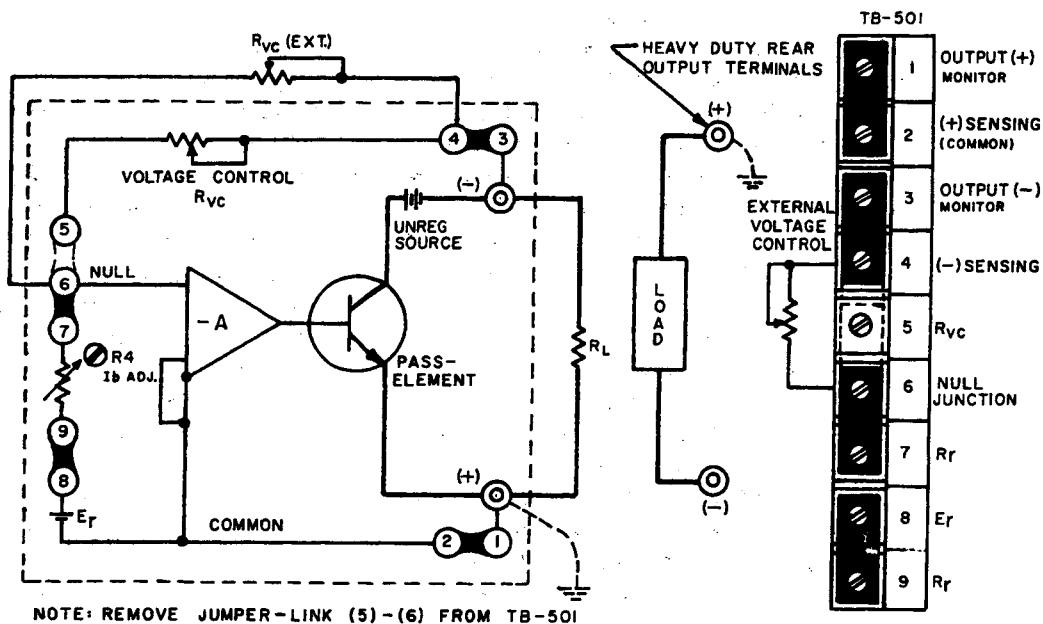 TB-501
RVC (EXT.)
HEAVY DUTY REAR
OUTPUT TERMINALS
(+)
1 OUTPUT (+)
MONITOR
2 (+) SENSING
(COMMON)
3 OUTPUT (-)
MONITOR
4 (-) SENSING
5 RVC
6 NULL
JUNCTION
7 Rr
8 Er
9 Rr
EXTERNAL
VOLTAGE
CONTROL
LOAD
(-)
4
3
VOLTAGE CONTROL
RVC
(-)
UNREG
SOURCE
5
6
NULL
7
-A
R4
Ib ADJ.
PASS-
ELEMENT
RL
9
8
Er
COMMON
(+)
2
1
NOTE: REMOVE JUMPER-LINK (5)-(6) FROM TB-501